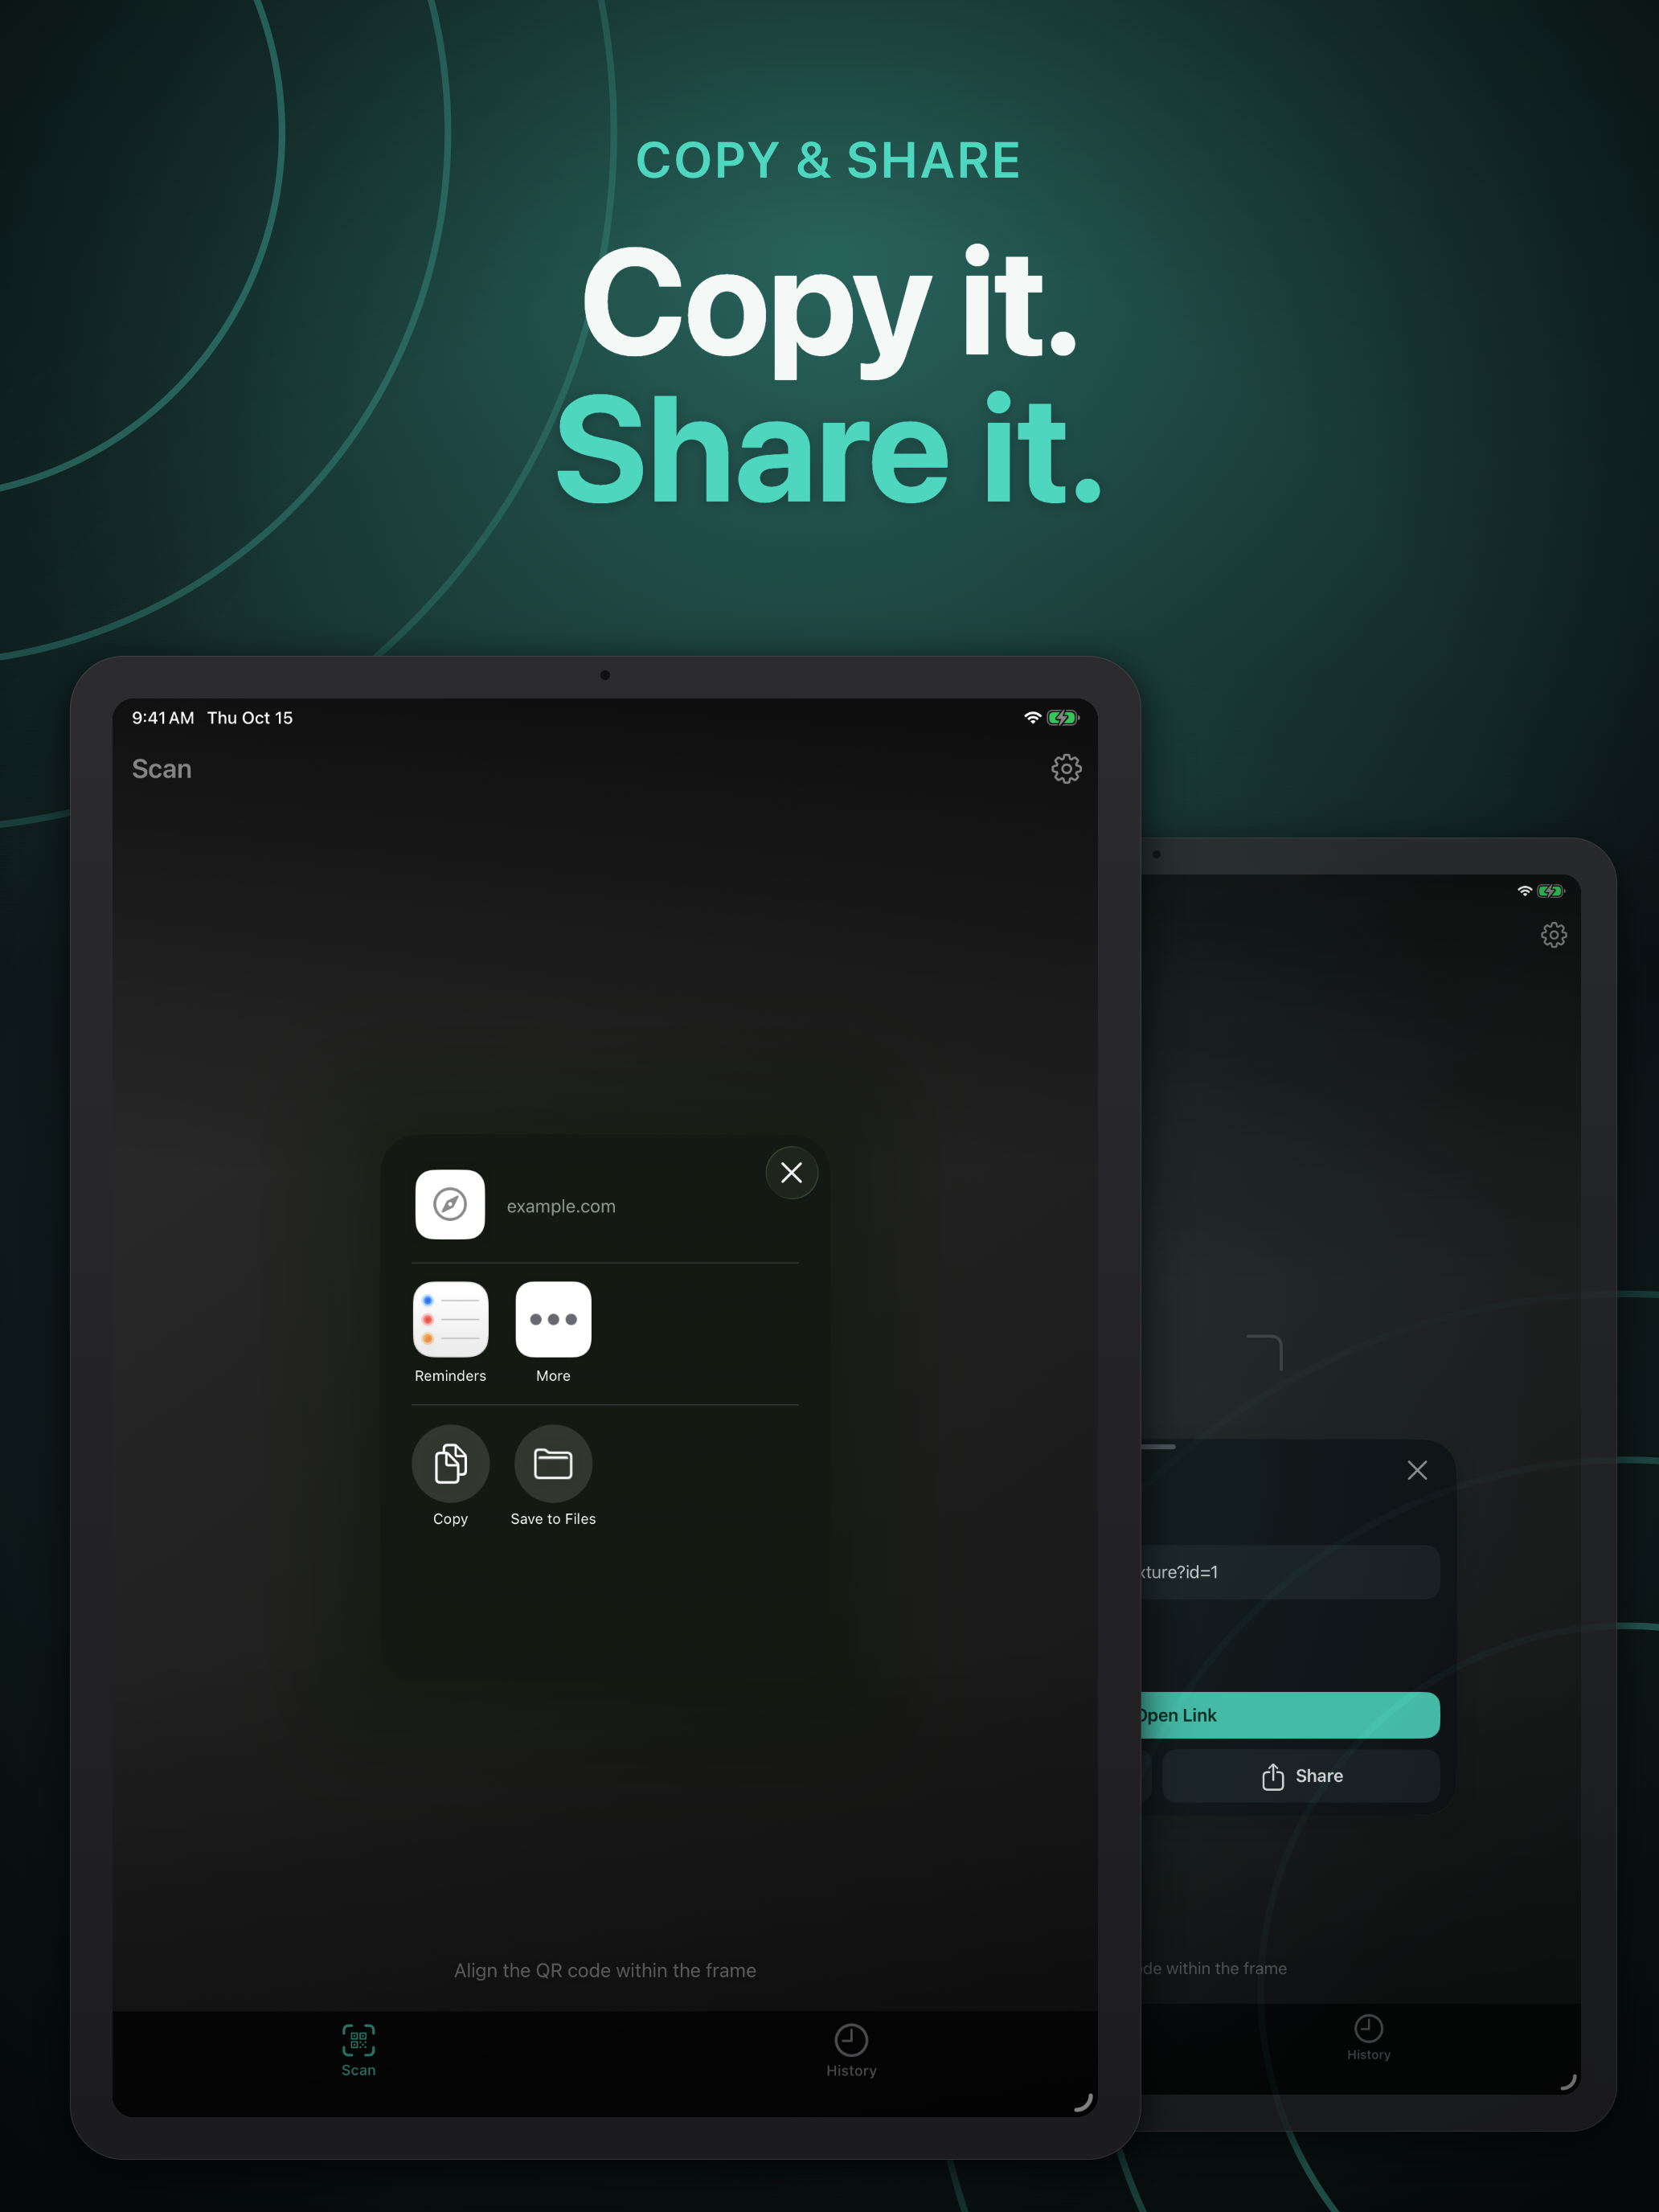 COPY & SHARE
Copy it.
Share it.
9:41 AM Thu Oct 15
Scan
example.com
Reminders
More
Copy
Save to Files
Align the QR code within the frame
Scan
History
xture?id=1
Open Link
Share
de within the frame
History